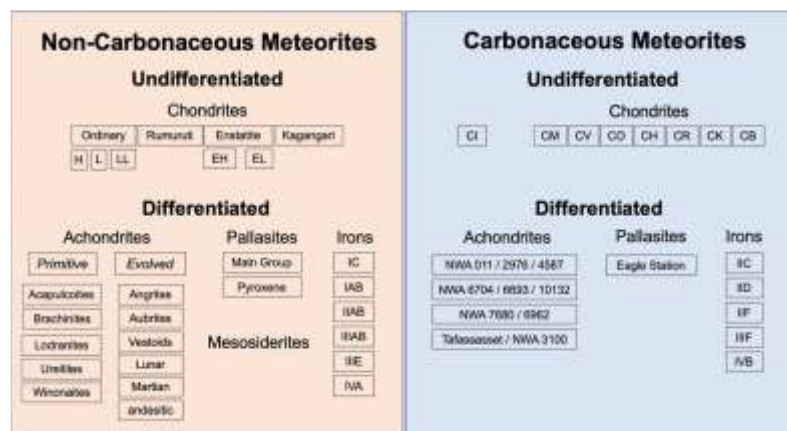 Non-Carbonaceous Meteorites
Undifferentiated
Chondrites
Ordinary Rumuruti Enstatite Kagangari
H L LL EH EL
Differentiated
Achondrites Pallasites Irons
Primitive Evolved Main Group IC
Acapulcoites Angrites Pyroxene IAB
Brachinites Aubrites IIAB
Lodranites Vestoids Mesosiderites IIIAB
Ureilites Lunar IIIE
Winonaites Martian IVA
andesitic
Carbonaceous Meteorites
Undifferentiated
Chondrites
CI CM CV CO CH CR CK CB
Differentiated
Achondrites Pallasites Irons
NWA 011 / 2976 / 4587 Eagle Station IIC
NWA 6704 / 6693 / 10132 IID
NWA 7680 / 6962 IIF
Tafassasset / NWA 3100 IIIF
IVB